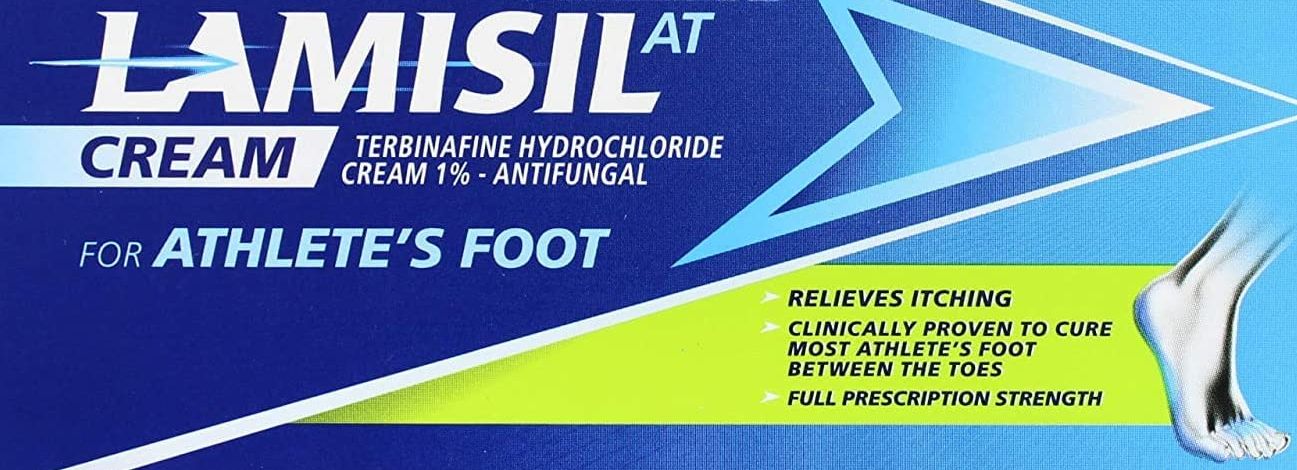 LAMISIL AT
CREAM
TERBINAFINE HYDROCHLORIDE
CREAM 1% - ANTIFUNGAL
FOR ATHLETE'S FOOT
RELIEVES ITCHING
CLINICALLY PROVEN TO CURE
MOST ATHLETE'S FOOT
BETWEEN THE TOES
FULL PRESCRIPTION STRENGTH